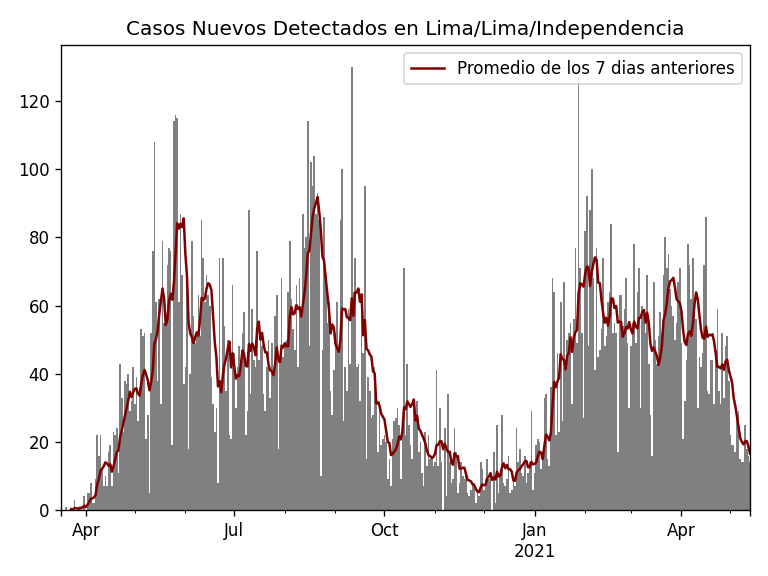 Casos Nuevos Detectados en Lima/Lima/Independencia
Promedio de los 7 dias anteriores
120
100
80
60
40
20
0
Apr
Jul
Oct
Jan
2021
Apr